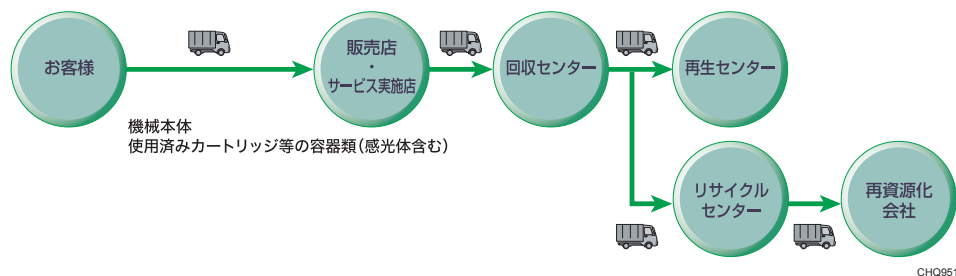 お客様
販売店
・
サービス実施店
回収センター
再生センター
機械本体
使用済みカートリッジ等の容器類（感光体含む）
リサイクル
センター
再資源化
会社
CHQ951